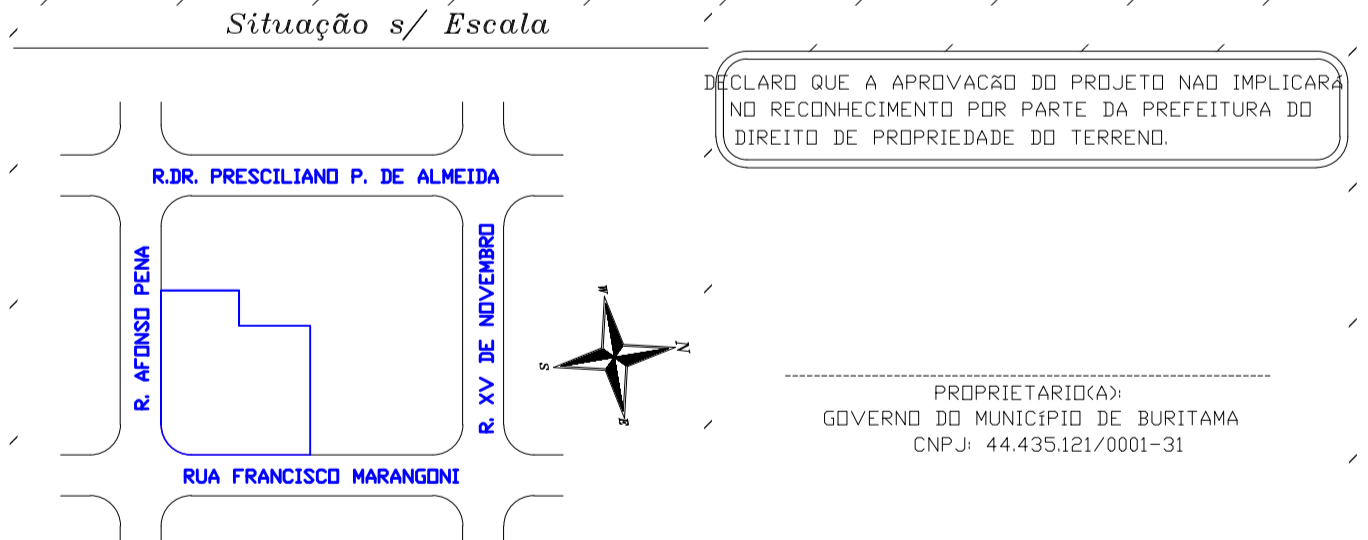 Situação s/ Escala
R.DR. PRESCILIANO P. DE ALMEIDA
R. AFONSO PENA
R. XV DE NOVEMBRO
RUA FRANCISCO MARANGONI
W
N
S
E
DECLARO QUE A APROVACãO DO PROJETO NAO IMPLICARá
NO RECONHECIMENTO POR PARTE DA PREFEITURA DO
DIREITO DE PROPRIEDADE DO TERRENO.
PROPRIETARIO(A):
GOVERNO DO MUNICíPIO DE BURITAMA
CNPJ: 44.435.121/0001-31